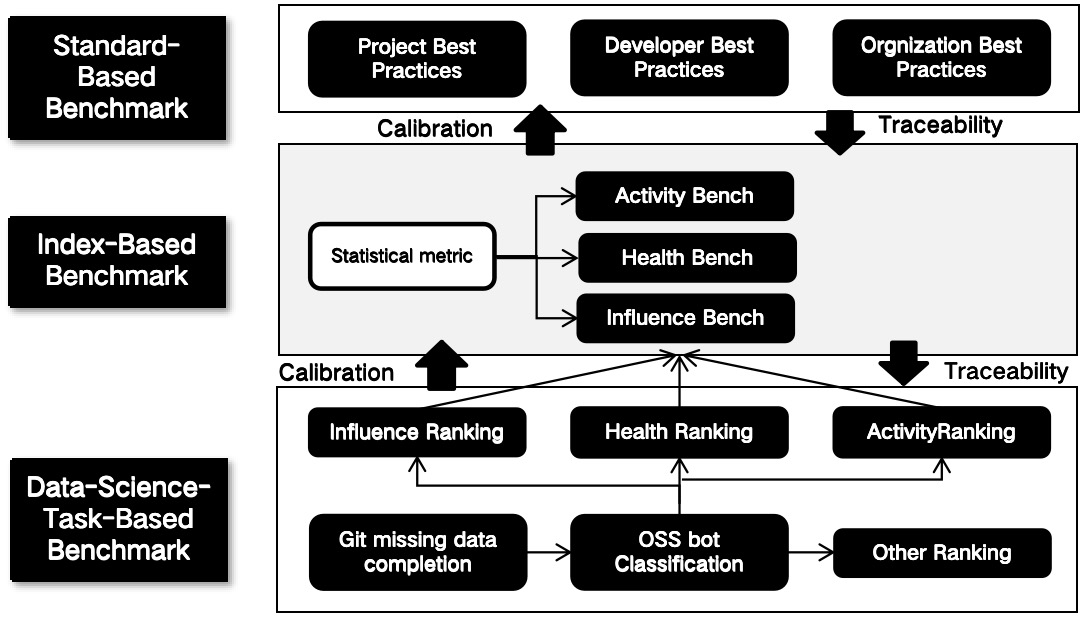 Standard-
Based
Benchmark
Project Best
Practices
Developer Best
Practices
Orgnization Best
Practices
Calibration
Traceability
Index-Based
Benchmark
Statistical metric
Activity Bench
Health Bench
Influence Bench
Calibration
Traceability
Data-Science-
Task-Based
Benchmark
Influence Ranking
Health Ranking
ActivityRanking
Git missing data
completion
OSS bot
Classification
Other Ranking